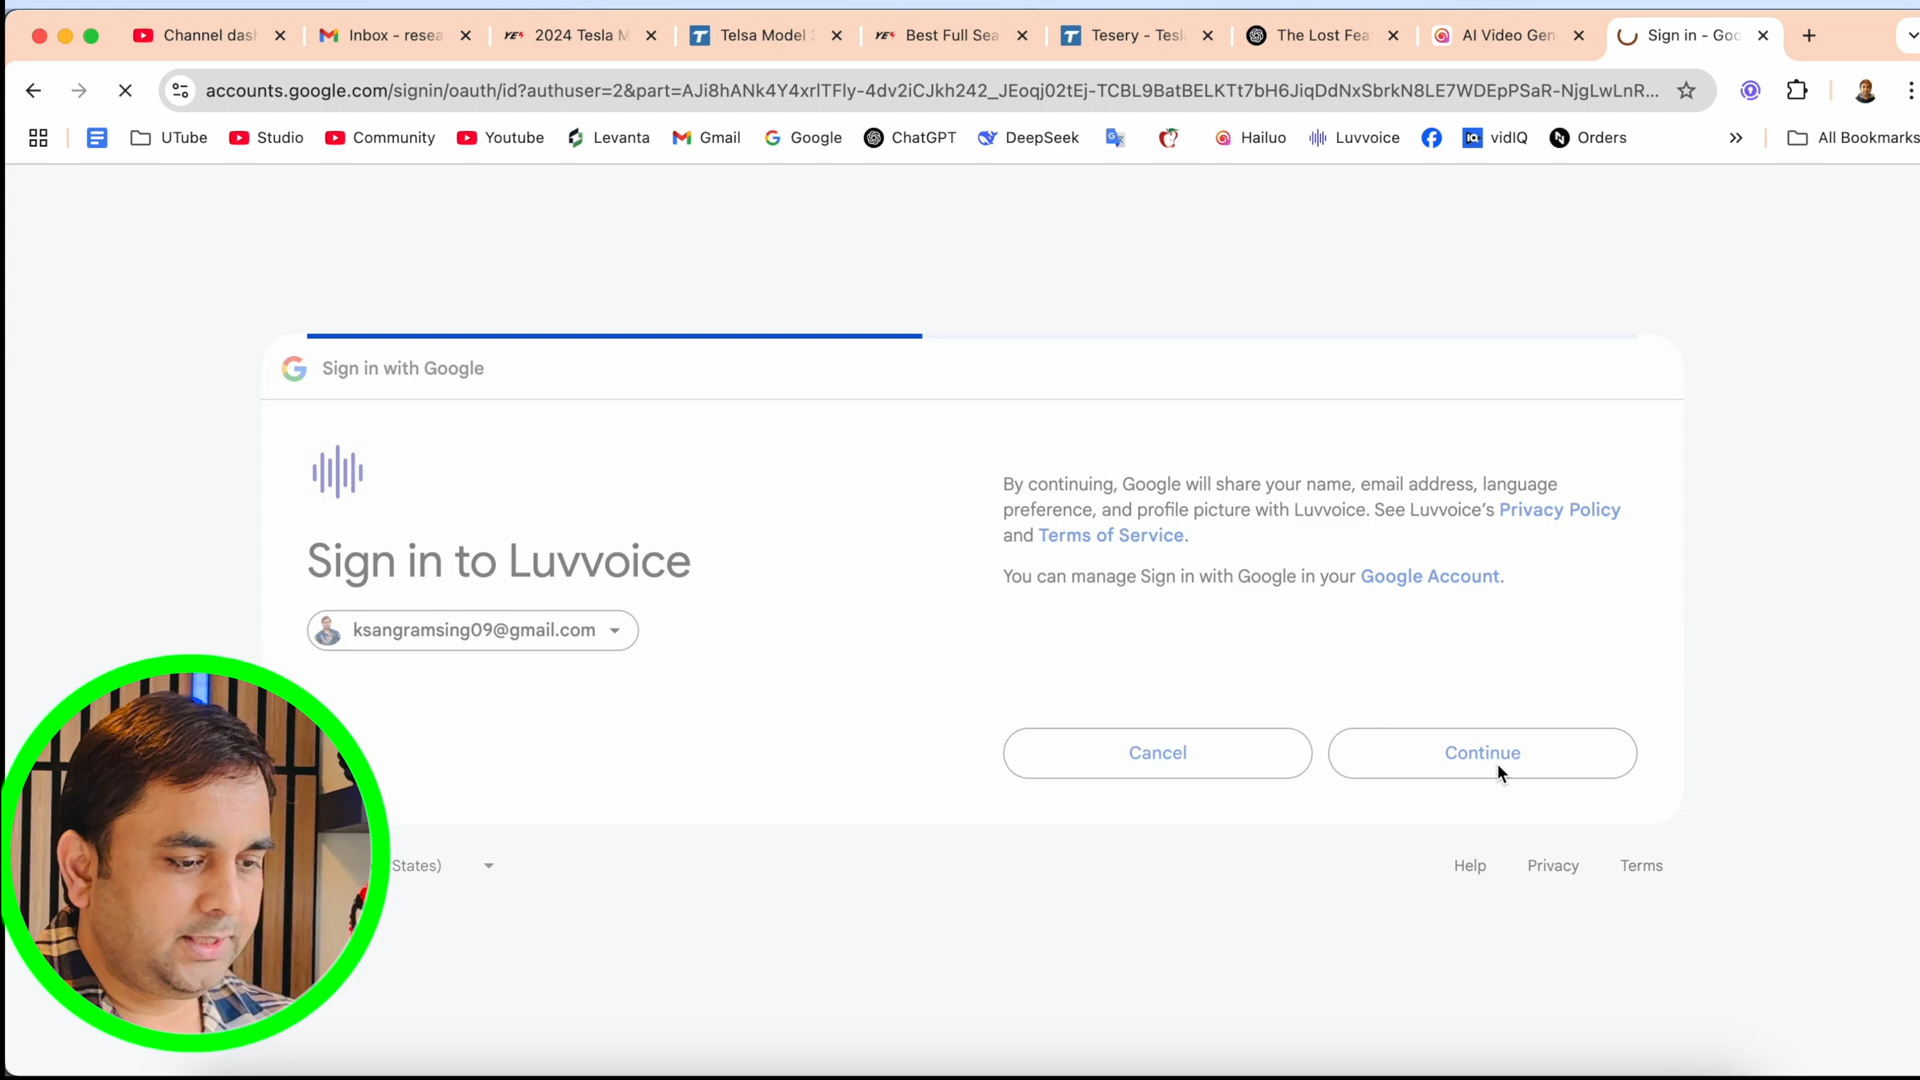 Channel das
Inbox - resea
2024 Tesla M
Telsa Model 3
Best Full Sea
Tesery - Tesl
The Lost Fea
AI Video Gen
Sign in - Goo
accounts.google.com/signin/oauth/id?authuser=2&part=AJi8hANk4Y4xrlTFly-4dv2iCJkh242_JEoqj02tEj-TCBL9BatBELKTt7bH6JiqDdNxSbrkN8LE7WDEpPSaR-NjgLwLnR...
UTube
Studio
Community
Youtube
Levanta
Gmail
Google
ChatGPT
DeepSeek
Hailuo
Luvvoice
vidIQ
Orders
All Bookmarks
Sign in with Google
Sign in to Luvvoice
ksangramsing09@gmail.com
By continuing, Google will share your name, email address, language
preference, and profile picture with Luvvoice. See Luvvoice's Privacy Policy
and Terms of Service.
You can manage Sign in with Google in your Google Account.
Cancel
Continue
States)
Help
Privacy
Terms